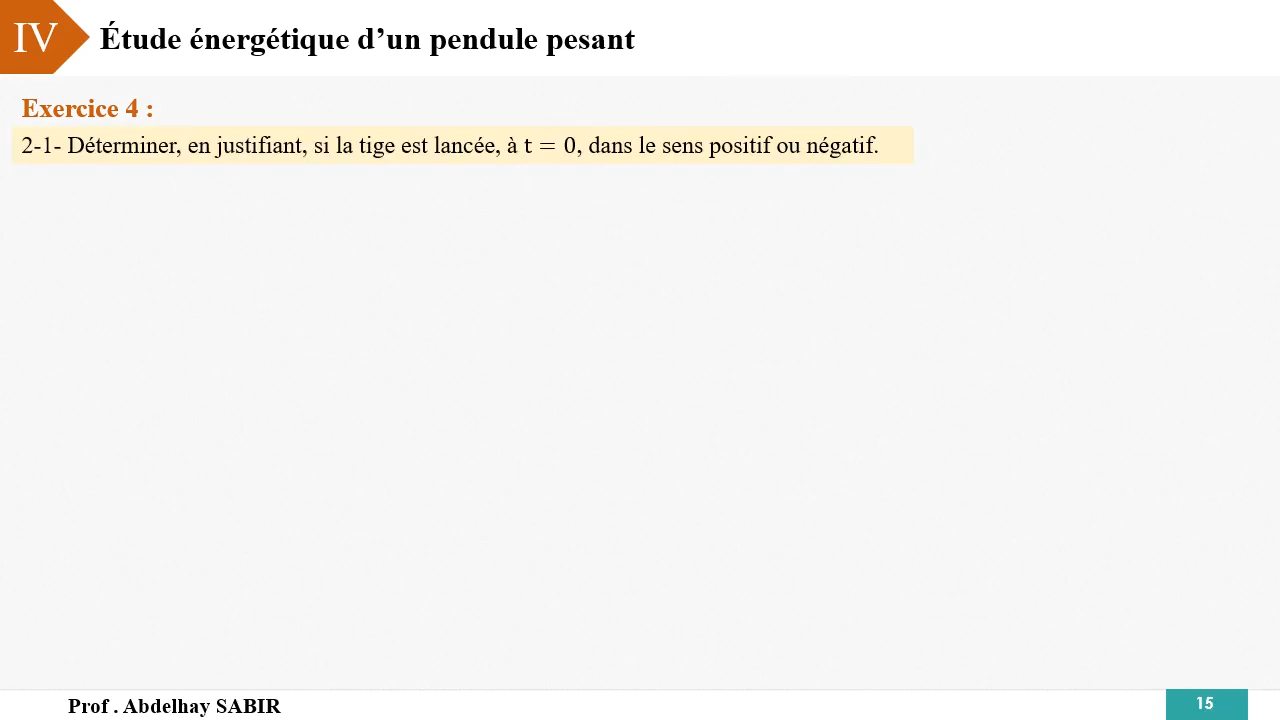 IV
Étude énergétique d’un pendule pesant
Exercice 4 :
2-1- Déterminer, en justifiant, si la tige est lancée, à t = 0, dans le sens positif ou négatif.
Prof . Abdelhay SABIR
15